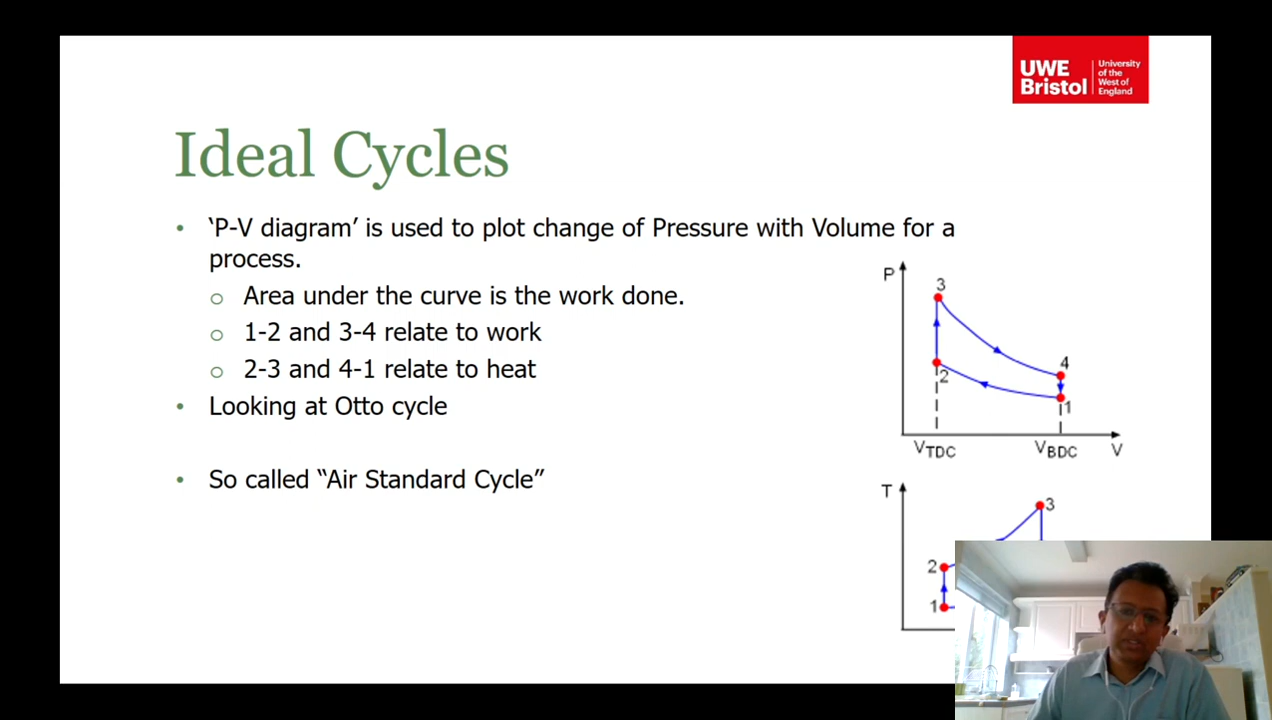 UWE
Bristol
University
of the
West of
England
Ideal Cycles
• ‘P-V diagram’ is used to plot change of Pressure with Volume for a
process.
o Area under the curve is the work done.
o 1-2 and 3-4 relate to work
o 2-3 and 4-1 relate to heat
• Looking at Otto cycle
• So called “Air Standard Cycle”
P
3
4
2
1
VTDC
VBDC
V
T
3
2
1